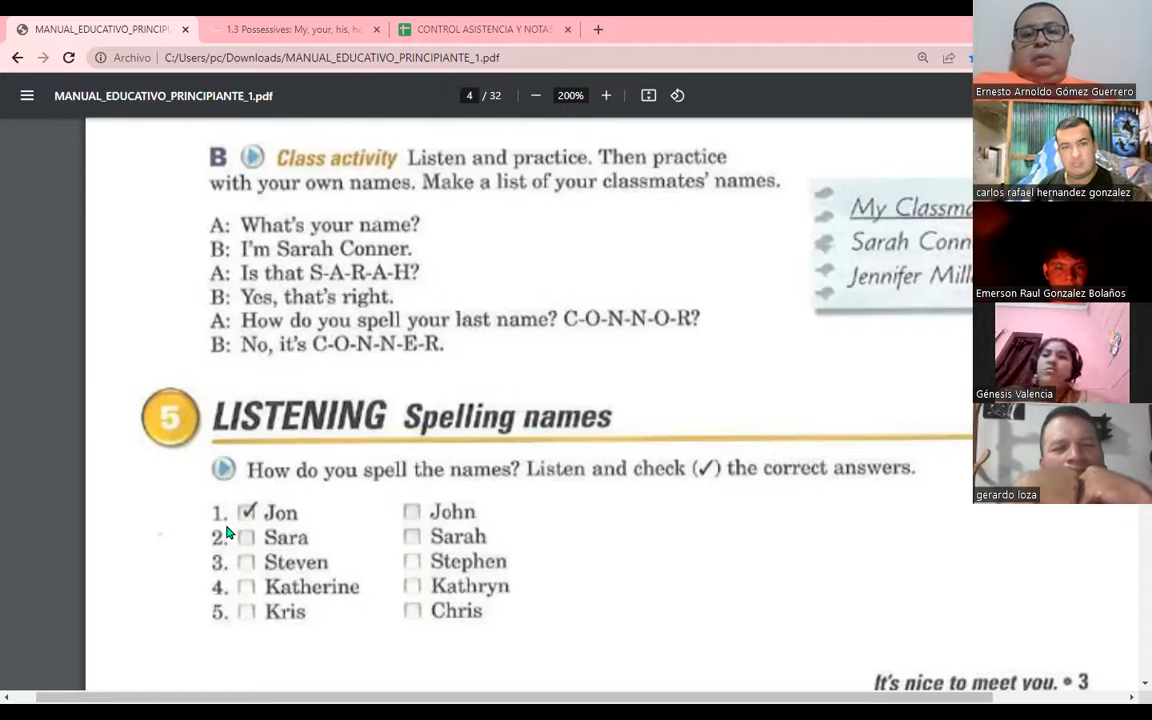 MANUAL_EDUCATIVO_PRINCIPI
1.3 Possessives: My, your, his, he
CONTROL ASISTENCIA Y NOTAS
Archivo C:/Users/pc/Downloads/MANUAL_EDUCATIVO_PRINCIPIANTE_1.pdf
MANUAL_EDUCATIVO_PRINCIPIANTE_1.pdf
4 / 32
200%
B Class activity Listen and practice. Then practice
with your own names. Make a list of your classmates' names.
A: What's your name?
B: I'm Sarah Conner.
A: Is that S-A-R-A-H?
B: Yes, that's right.
A: How do you spell your last name? C-O-N-N-O-R?
B: No, it's C-O-N-N-E-R.
My Classm
Sarah Conn
Jennifer Mill
5 LISTENING Spelling names
How do you spell the names? Listen and check (✓) the correct answers.
1. ✓ Jon John
2. Sara Sarah
3. Steven Stephen
4. Katherine Kathryn
5. Kris Chris
It's nice to meet you. • 3
Ernesto Arnoldo Gómez Guerrero
carlos rafael hernandez gonzalez
Emerson Raul Gonzalez Bolaños
Génesis Valencia
gerardo loza